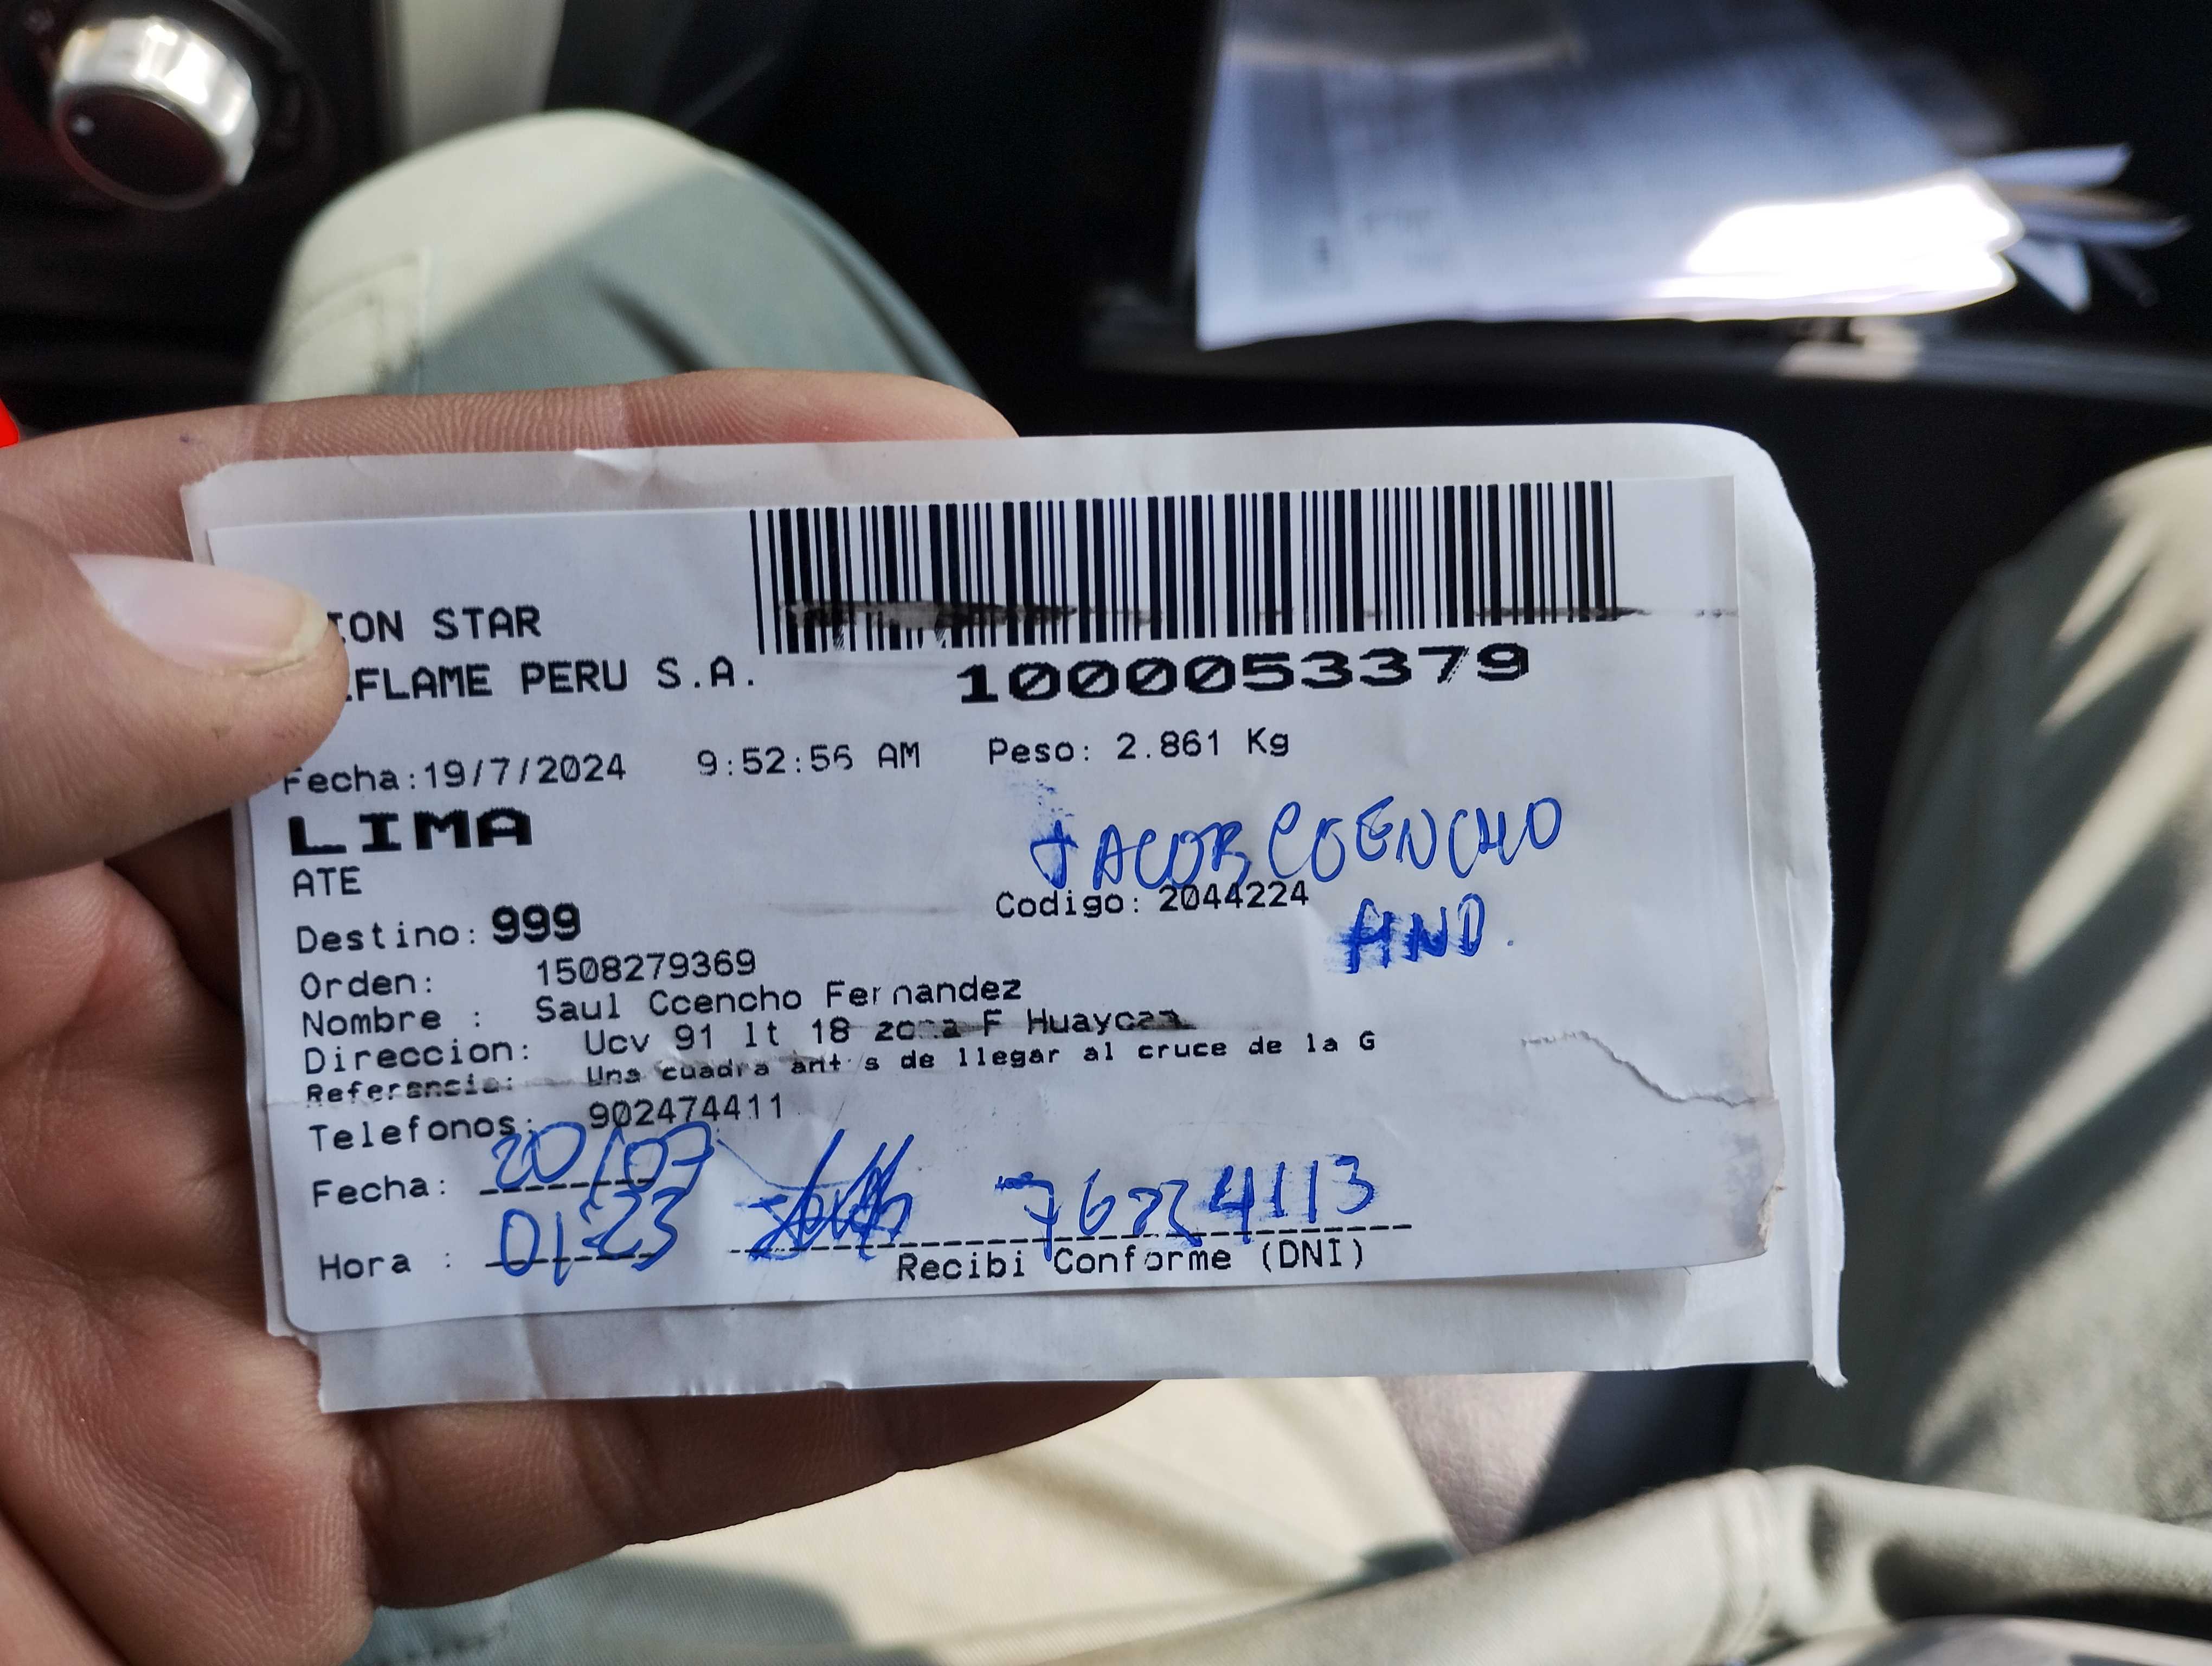 ION STAR
FLAME PERU S.A.
1000053379
Fecha:19/7/2024 9:52:56 AM Peso: 2.861 Kg
LIMA
JACOB CCENCHO
ATE
Codigo: 2044224
HND.
Destino: 999
Orden: 1508279369
Nombre : Saul Ccencho Fernandez
Direccion: Ucv 91 lt 18 zona F Huaycan
Referencia: Una cuadra antes de llegar al cruce de la G
Telefonos: 902474411
Fecha: 20/07
Hora : 01:23
Recibi Conforme (DNI)